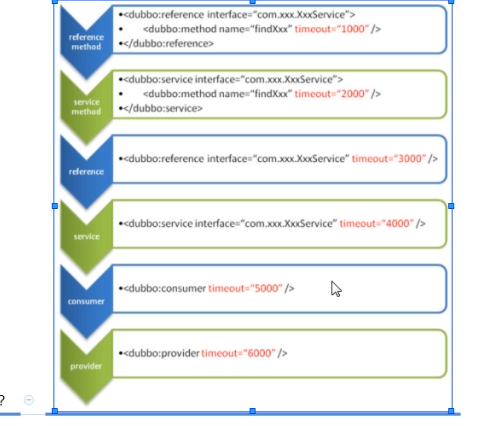 reference method
•<dubbo:reference interface="com.xxx.XxxService">
•    <dubbo:method name="findXxx" timeout="1000" />
•</dubbo:reference>
service method
•<dubbo:service interface="com.xxx.XxxService">
•    <dubbo:method name="findXxx" timeout="2000" />
•</dubbo:service>
reference
•<dubbo:reference interface="com.xxx.XxxService" timeout="3000" />
service
•<dubbo:service interface="com.xxx.XxxService" timeout="4000" />
consumer
•<dubbo:consumer timeout="5000" />
provider
•<dubbo:provider timeout="6000" />
?